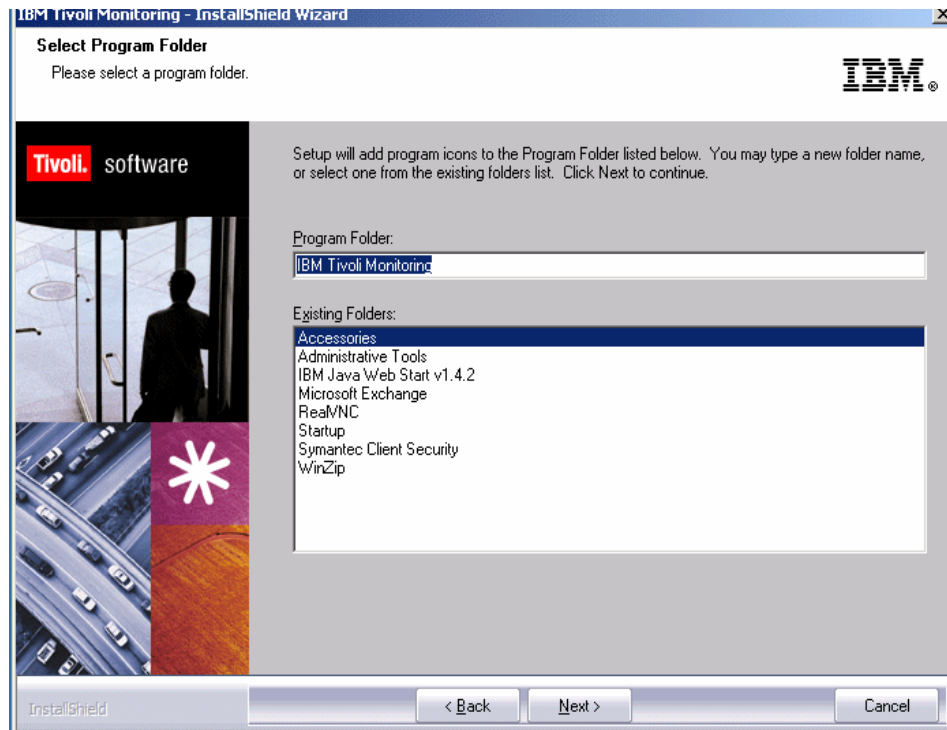 IBM Tivoli Monitoring - InstallShield Wizard
Select Program Folder
Please select a program folder.
IBM®
Tivoli. software
Setup will add program icons to the Program Folder listed below. You may type a new folder name,
or select one from the existing folders list. Click Next to continue.
Program Folder:
IBM Tivoli Monitoring
Existing Folders:
Accessories
Administrative Tools
IBM Java Web Start v1.4.2
Microsoft Exchange
RealVNC
Startup
Symantec Client Security
WinZip
InstallShield
< Back
Next >
Cancel